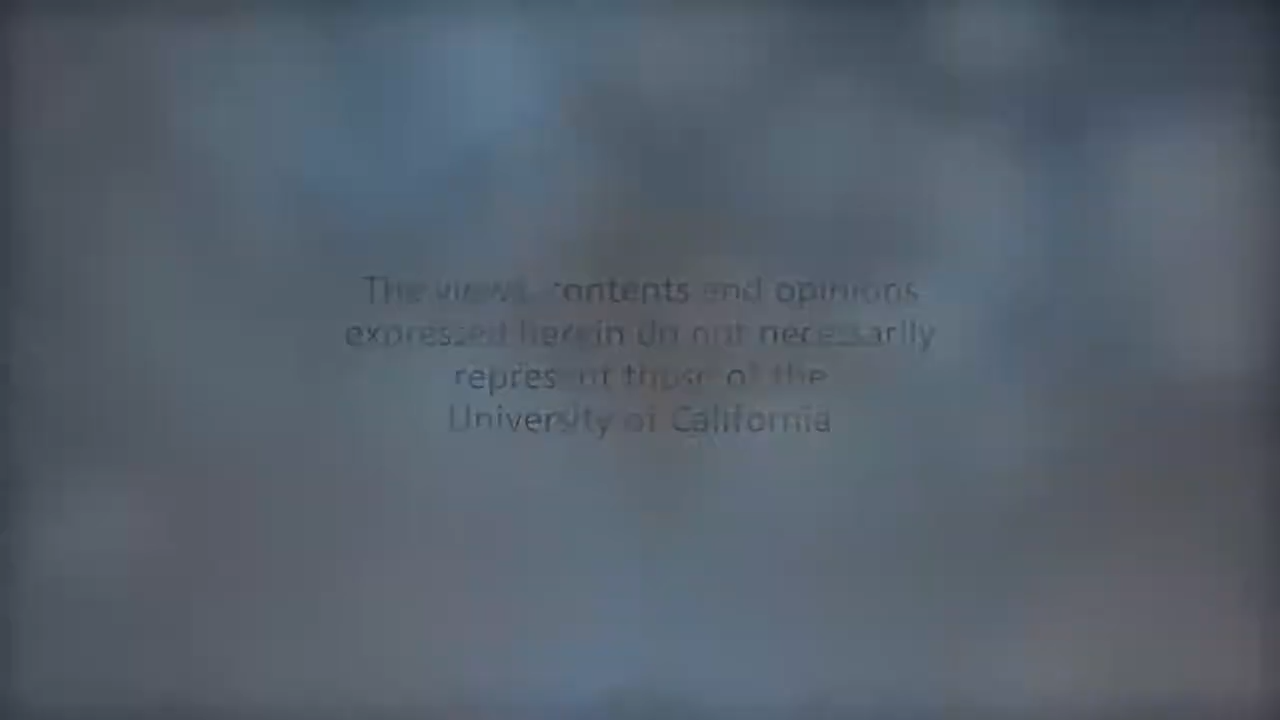 The views, contents and opinions
expressed herein do not necessarily
represent those of the
University of California